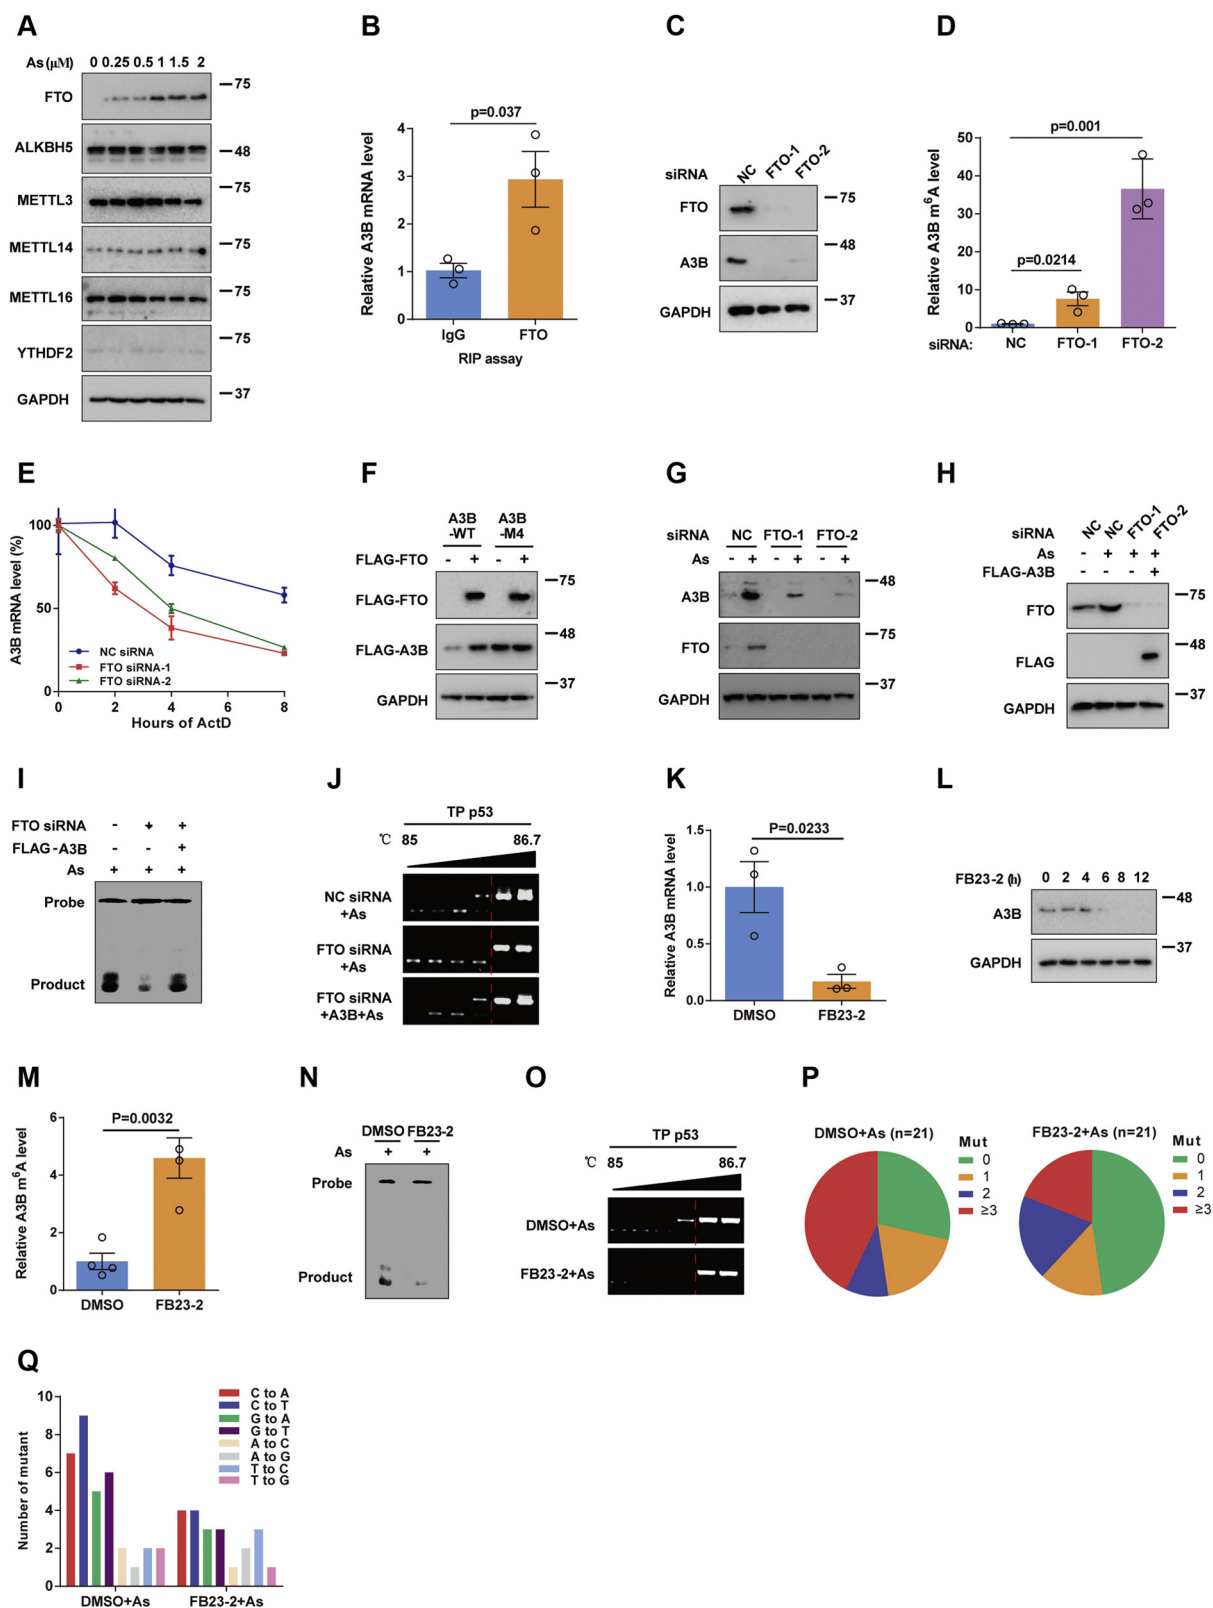 A
As (μM) 0 0.25 0.5 1 1.5 2
FTO
75
ALKBH5
48
METTL3
75
METTL14
75
METTL16
75
YTHDF2
75
GAPDH
37
B
Relative A3B mRNA level
p=0.037
4
3
2
1
0
IgG FTO
RIP assay
C
siRNA NC FTO-1 FTO-2
FTO
75
A3B
48
GAPDH
37
D
Relative A3B m6A level
p=0.001
p=0.0214
50
40
30
20
10
0
siRNA: NC FTO-1 FTO-2
E
A3B mRNA level (%)
100
50
0
NC siRNA
FTO siRNA-1
FTO siRNA-2
0 2 4 8
Hours of ActD
F
A3B -WT A3B -M4
FLAG-FTO - + - +
FLAG-FTO
75
FLAG-A3B
48
GAPDH
37
G
siRNA NC FTO-1 FTO-2
As - + - + - +
A3B
48
FTO
75
GAPDH
37
H
siRNA NC NC FTO-1 FTO-2
As - + + +
FLAG-A3B - - - +
FTO
75
FLAG
48
GAPDH
37
I
FTO siRNA - + +
FLAG-A3B - - +
As + + +
Probe
Product
J
TP p53
℃ 85 86.7
NC siRNA
+As
FTO siRNA
+As
FTO siRNA
+A3B+As
K
Relative A3B mRNA level
P=0.0233
1.5
1.0
0.5
0.0
DMSO FB23-2
L
FB23-2 (h) 0 2 4 6 8 12
A3B
48
GAPDH
37
M
Relative A3B m6A level
P=0.0032
6
4
2
0
DMSO FB23-2
N
DMSO FB23-2
As + +
Probe
Product
O
TP p53
℃ 85 86.7
DMSO+As
FB23-2+As
P
DMSO+As (n=21)
Mut
0
1
2
≥3
FB23-2+As (n=21)
Mut
0
1
2
≥3
Q
Number of mutant
10
8
6
4
2
0
C to A
C to T
G to A
G to T
A to C
A to G
T to C
T to G
DMSO+As FB23-2+As